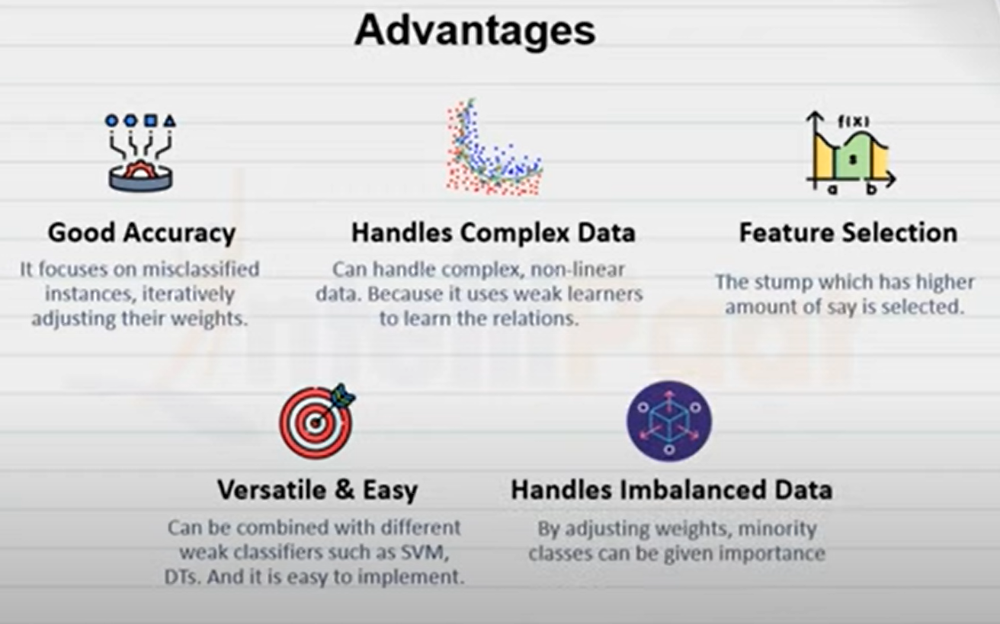 Advantages
f(x)
s
a b
Good Accuracy
It focuses on misclassified
instances, iteratively
adjusting their weights.
Handles Complex Data
Can handle complex, non-linear
data. Because it uses weak learners
to learn the relations.
Feature Selection
The stump which has higher
amount of say is selected.
Versatile & Easy
Can be combined with different
weak classifiers such as SVM,
DTs. And it is easy to implement.
Handles Imbalanced Data
By adjusting weights, minority
classes can be given importance